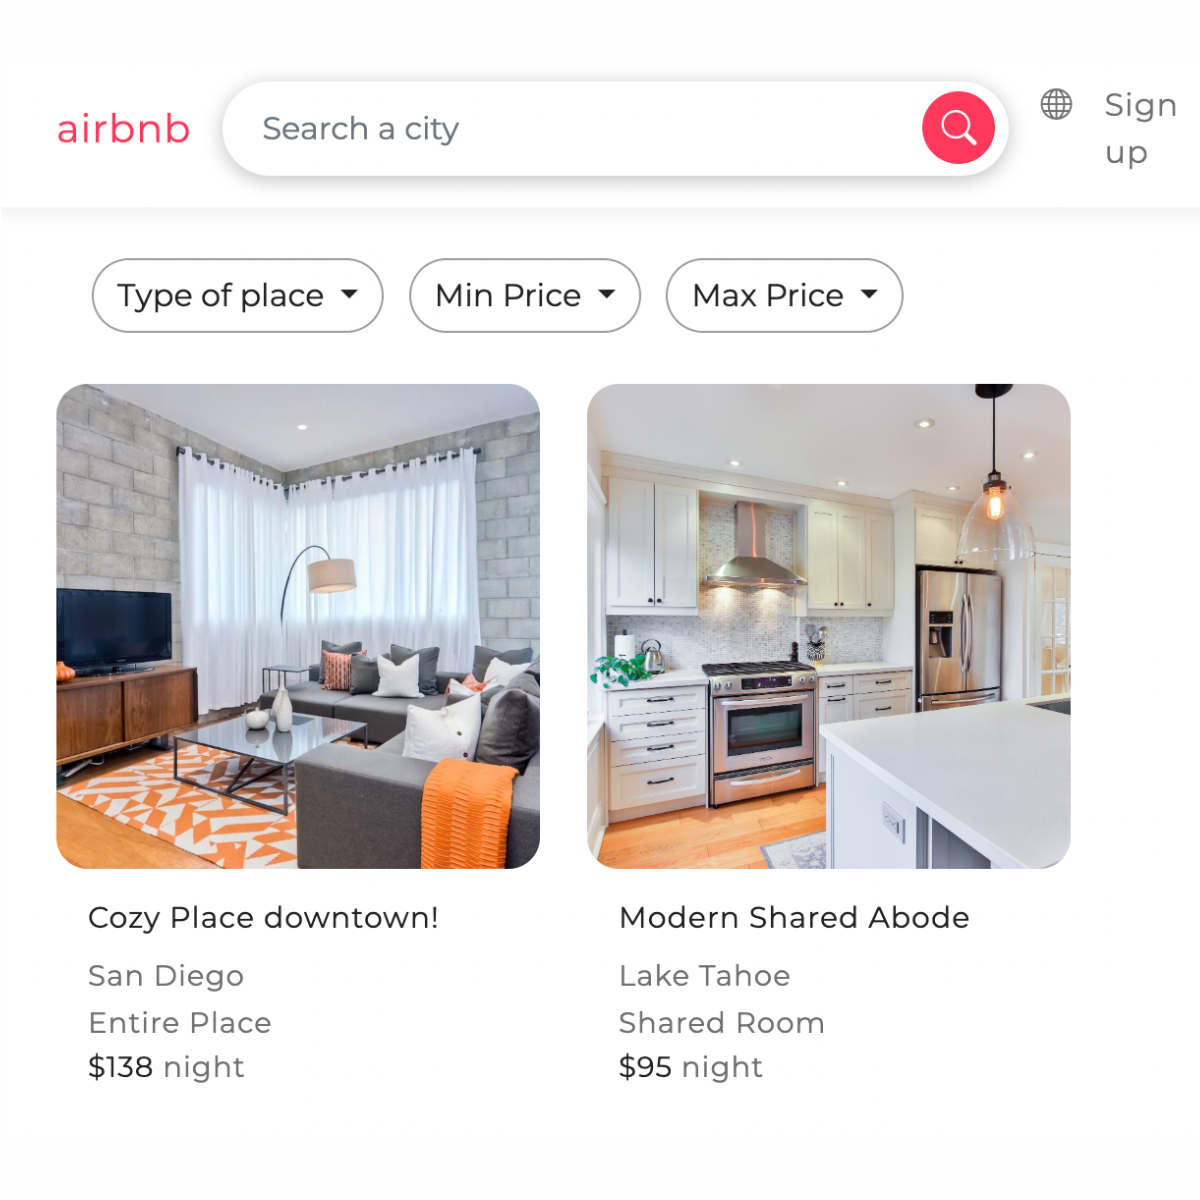 airbnb
Search a city
Sign
up
Type of place
Min Price
Max Price
Cozy Place downtown!
San Diego
Entire Place
$138 night
Modern Shared Abode
Lake Tahoe
Shared Room
$95 night